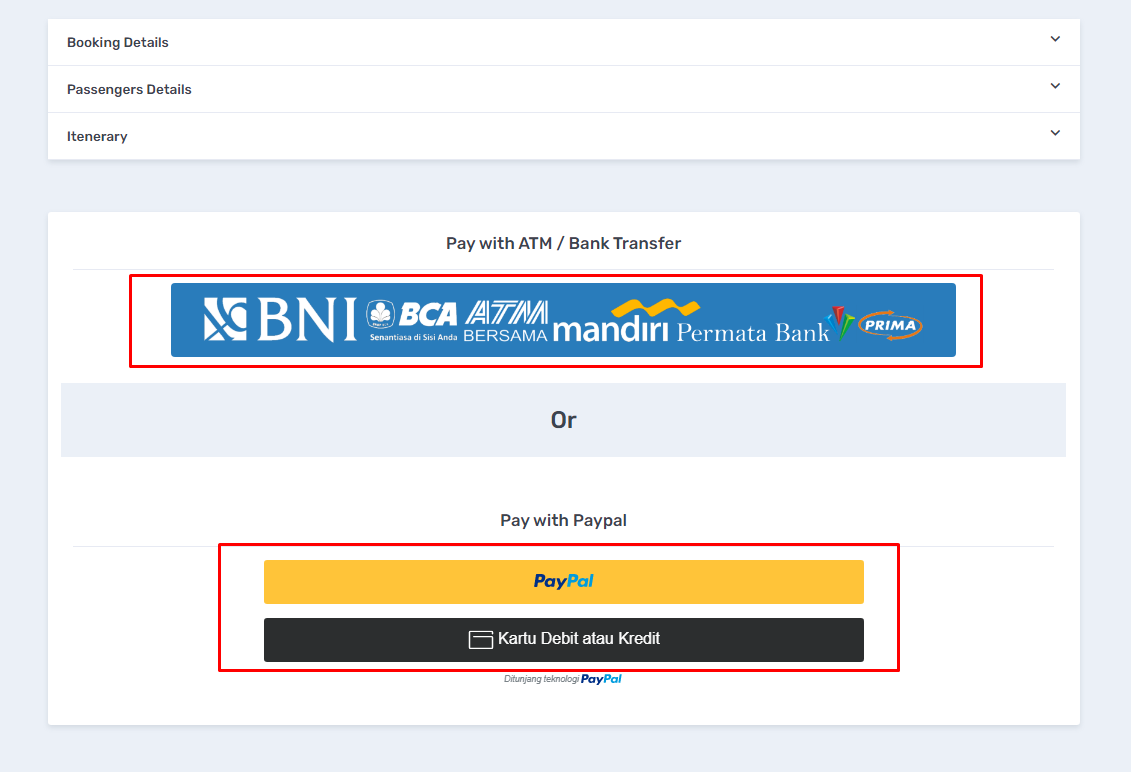 Booking Details
Passengers Details
Itenerary
Pay with ATM / Bank Transfer
BNI BCA Senantiasa di Sisi Anda ATM BERSAMA mandiri Permata Bank PRIMA
Or
Pay with Paypal
PayPal
Kartu Debit atau Kredit
Ditunjang teknologi PayPal